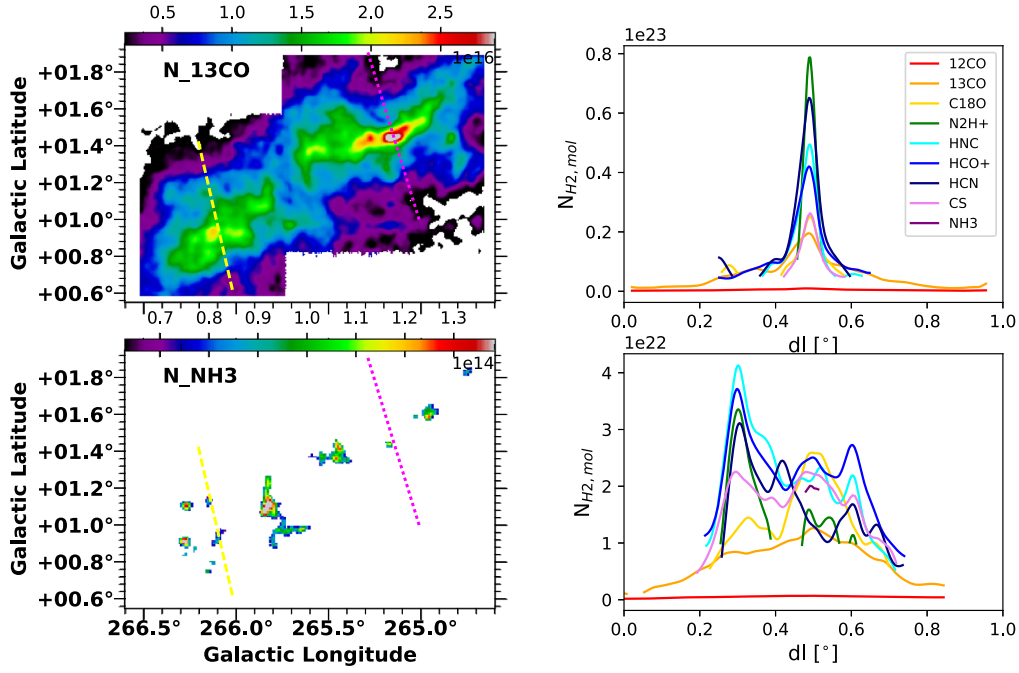 0.5 1.0 1.5 2.0 2.5
N_13CO
1e16
Galactic Latitude
+01.8°
+01.6°
+01.4°
+01.2°
+01.0°
+00.8°
+00.6°
0.7 0.8 0.9 1.0 1.1 1.2 1.3
N_NH3
1e14
Galactic Latitude
+01.8°
+01.6°
+01.4°
+01.2°
+01.0°
+00.8°
+00.6°
266.5° 266.0° 265.5° 265.0°
Galactic Longitude
1e23
N_{H2, mol}
0.8
0.6
0.4
0.2
0.0
12CO
13CO
C18O
N2H+
HNC
HCO+
HCN
CS
NH3
0.0 0.2 0.4 0.6 0.8 1.0
dl [°]
1e22
N_{H2, mol}
4
3
2
1
0
0.0 0.2 0.4 0.6 0.8 1.0
dl [°]